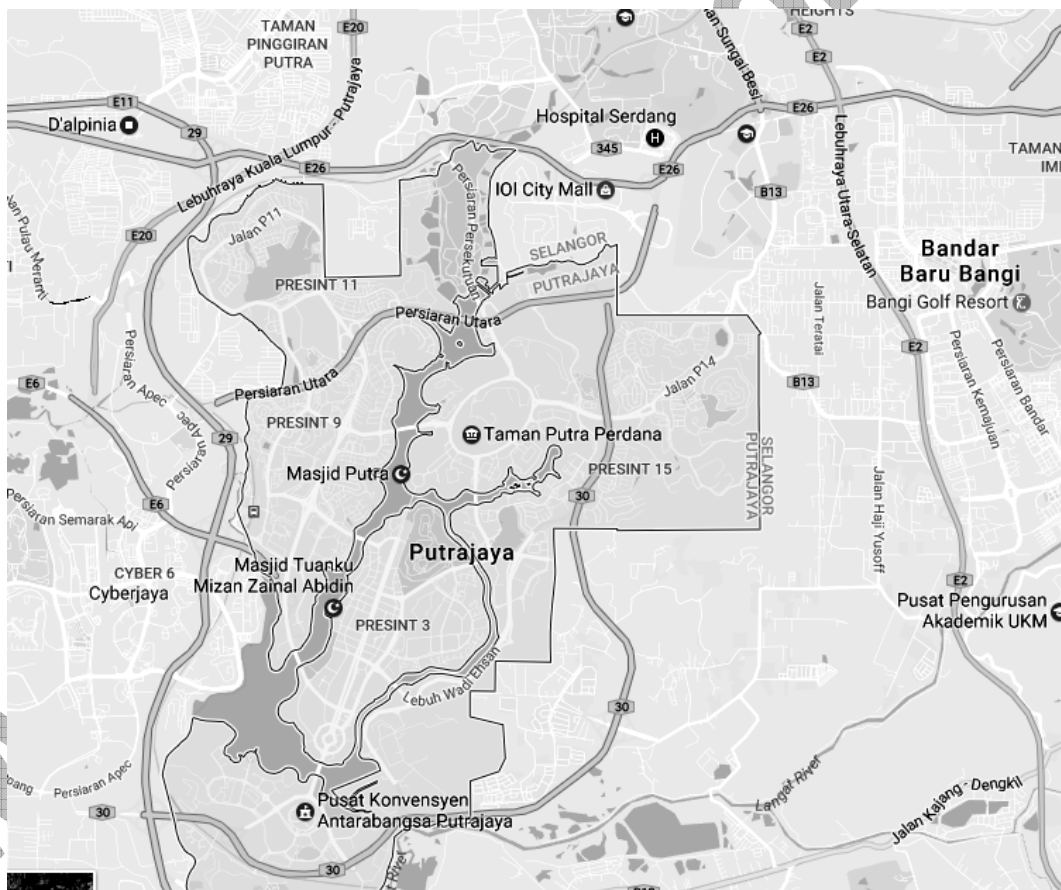 HEIGHTS
TAMAN
PINGGIRAN
PUTRA
E20
E2
E2
E11
D'alpinia
29
Lebuhraya Kuala Lumpur - Putrajaya
E26
Hospital Serdang
H
345
an Sungai Besi
E26
E26
Lebuhraya Utara-Selatan
TAMAN
IOI City Mall
B13
an Pulau Meranti
Jalan P11
Persiaran Persekutuan
E20
SELANGOR
PUTRAJAYA
Bandar
Baru Bangi
Bangi Golf Resort
PRESINT 11
Persiaran Utara
Jalan Teratai
Persiaran Apec
E2
Persiaran Kemajuan
Persiaran Bandar
E6
Persiaran Utara
Jalan P14
B13
Persiaran Apec
PRESINT 9
29
Taman Putra Perdana
SELANGOR
PUTRAJAYA
Masjid Putra
PRESINT 15
Jalan Haji Yusoff
30
Persiaran Semarak Api
E6
Putrajaya
CYBER 6
Cyberjaya
Masjid Tuanku
Mizan Zainal Abidin
E2
Pusat Pengurusan
Akademik UKM
PRESINT 3
Lebuh Wadi Ehsan
30
Persiaran Apec
Langat River
30
Pusat Konvensyen
Antarabangsa Putrajaya
Jalan Kajang - Dengkil
30
River